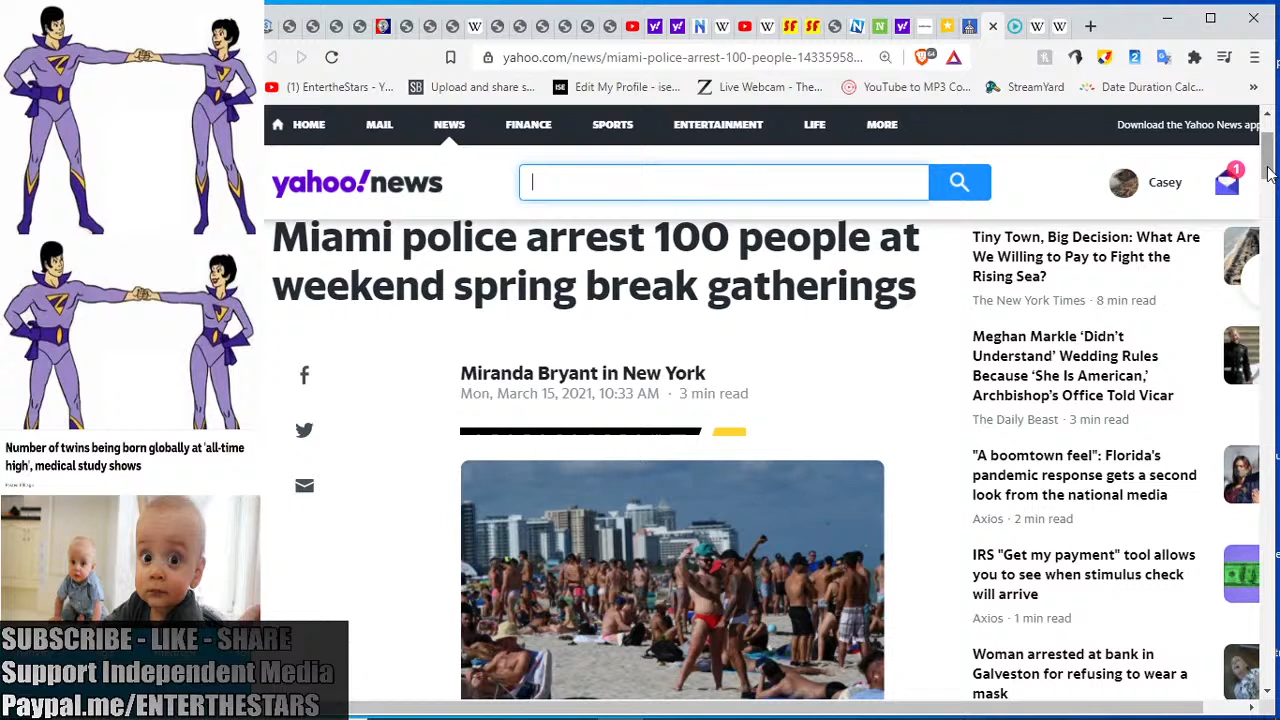 yahoo.com/news/miami-police-arrest-100-people-14335958...
64
2
(1) EntertheStars - Y...
SB Upload and share s...
ISE Edit My Profile - ise...
Live Webcam - The...
YouTube to MP3 Co...
StreamYard
Date Duration Calc...
HOME
MAIL
NEWS
FINANCE
SPORTS
ENTERTAINMENT
LIFE
MORE
Download the Yahoo News app
yahoo!news
Casey
1
Miami police arrest 100 people at
weekend spring break gatherings
Miranda Bryant in New York
Mon, March 15, 2021, 10:33 AM · 3 min read
Tiny Town, Big Decision: What Are
We Willing to Pay to Fight the
Rising Sea?
The New York Times · 8 min read
Meghan Markle ‘Didn’t
Understand’ Wedding Rules
Because ‘She Is American,’
Archbishop’s Office Told Vicar
The Daily Beast · 3 min read
"A boomtown feel": Florida's
pandemic response gets a second
look from the national media
Axios · 2 min read
IRS "Get my payment" tool allows
you to see when stimulus check
will arrive
Axios · 1 min read
Woman arrested at bank in
Galveston for refusing to wear a
mask
Number of twins being born globally at 'all-time
high', medical study shows
SUBSCRIBE - LIKE - SHARE
Support Independent Media
Paypal.me/ENTERTHESTARS